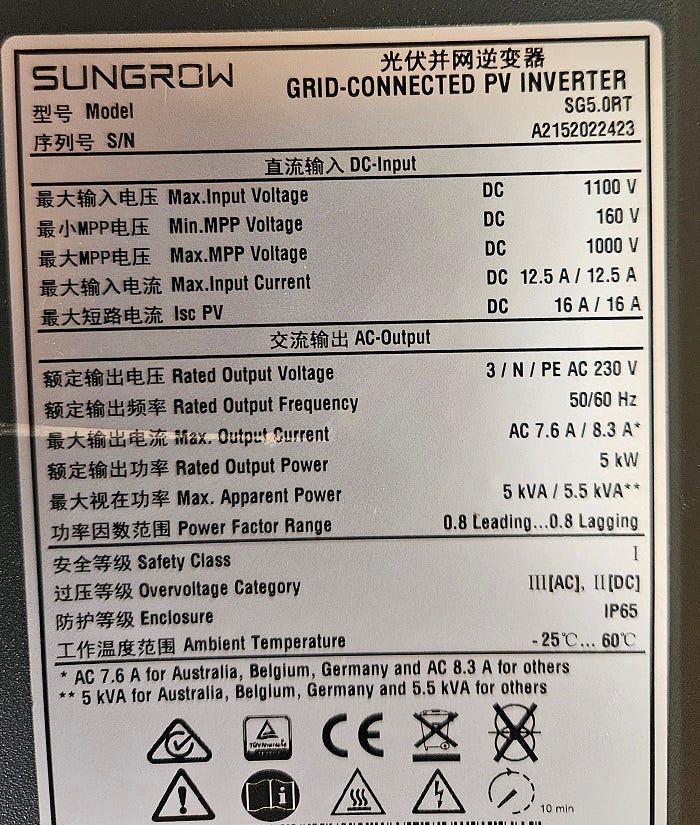 SUNGROW 光伏并网逆变器
GRID-CONNECTED PV INVERTER
型号 Model SG5.0RT
序列号 S/N A2152022423
直流输入 DC-Input
最大输入电压 Max.Input Voltage DC 1100 V
最小MPP电压 Min.MPP Voltage DC 160 V
最大MPP电压 Max.MPP Voltage DC 1000 V
最大输入电流 Max.Input Current DC 12.5 A / 12.5 A
最大短路电流 Isc PV DC 16 A / 16 A
交流输出 AC-Output
额定输出电压 Rated Output Voltage 3 / N / PE AC 230 V
额定输出频率 Rated Output Frequency 50/60 Hz
最大输出电流 Max. Output Current AC 7.6 A / 8.3 A*
额定输出功率 Rated Output Power 5 kW
最大视在功率 Max. Apparent Power 5 kVA / 5.5 kVA**
功率因数范围 Power Factor Range 0.8 Leading...0.8 Lagging
安全等级 Safety Class I
过压等级 Overvoltage Category III[AC], II[DC]
防护等级 Enclosure IP65
工作温度范围 Ambient Temperature -25℃... 60℃
* AC 7.6 A for Australia, Belgium, Germany and AC 8.3 A for others
** 5 kVA for Australia, Belgium, Germany and 5.5 kVA for others
TÜVRheinland CE
10 min